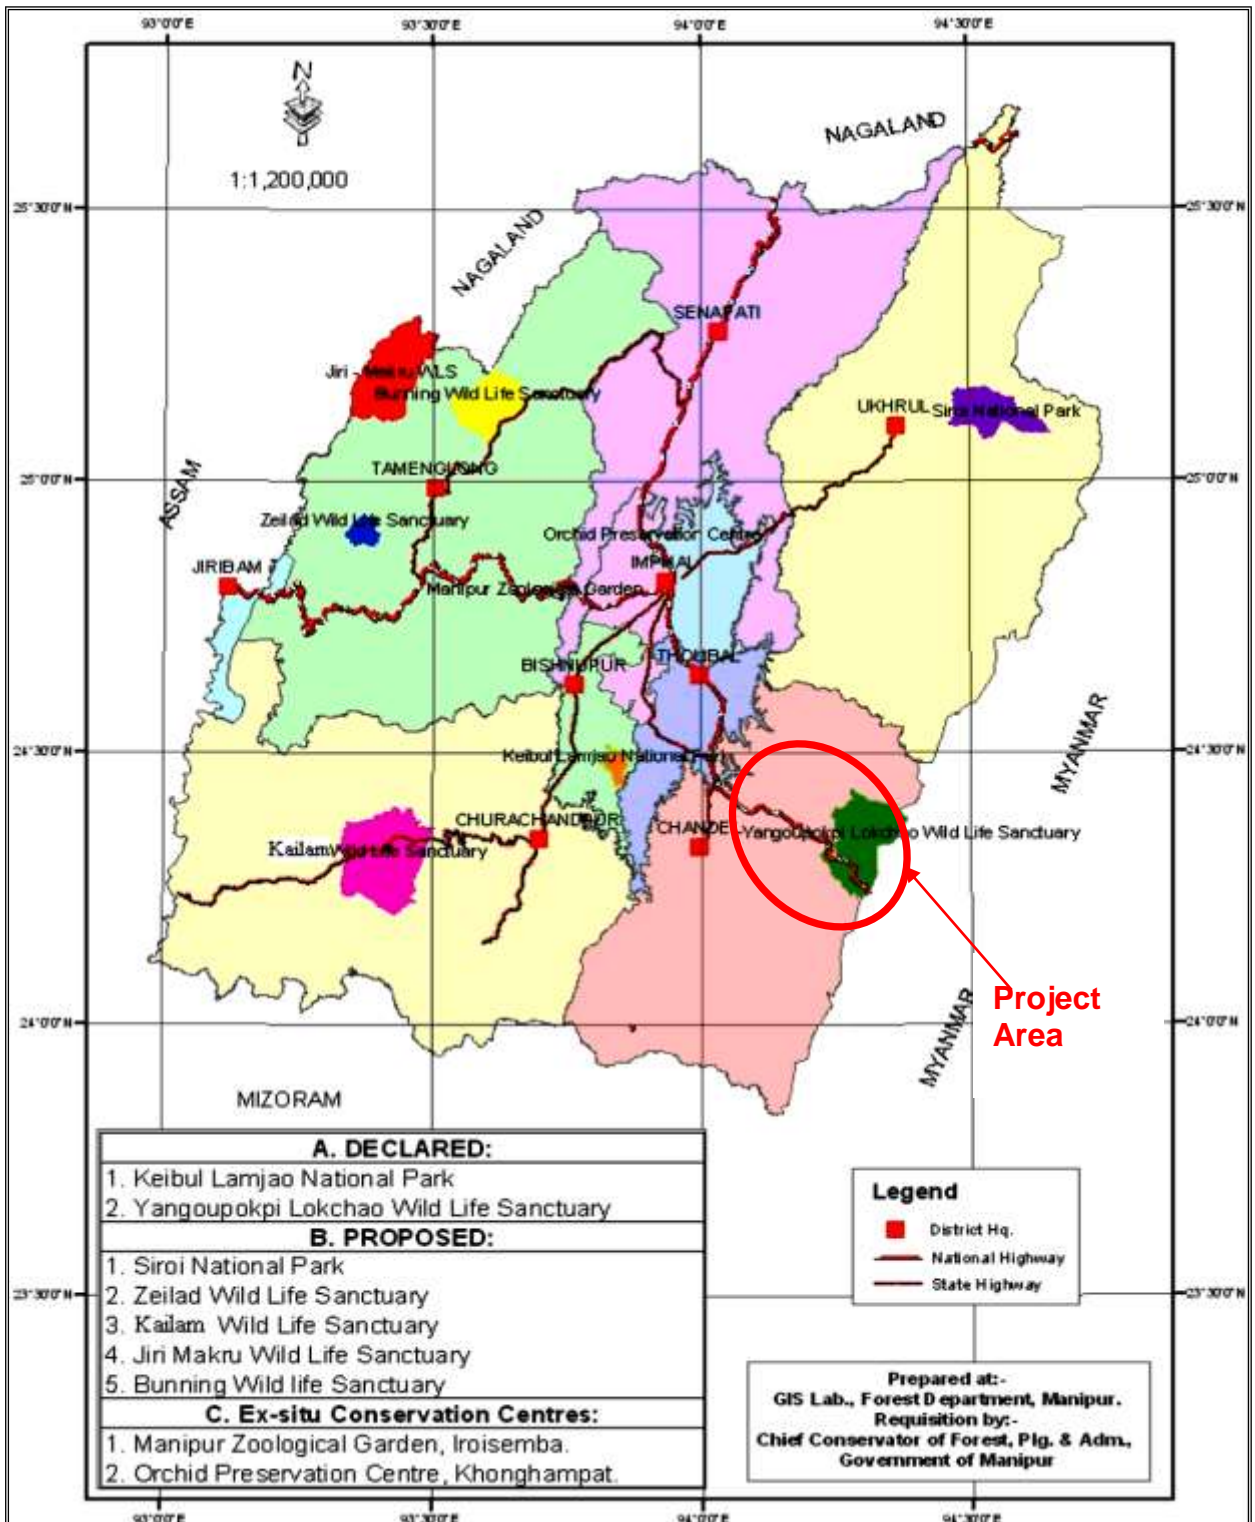 93°0'0"E 93°30'0"E 94°0'0"E 94°30'0"E
N
1:1,200,000
NAGALAND
25°30'0"N 25°30'0"N
NAGALAND
SENAPATI
Jiri - Makru WLS
Bunning Wild Life Sanctuary
UKHRUL
Siroi National Park
TAMENGLONG
25°0'0"N 25°0'0"N
ASSAM
Zeilad Wild Life Sanctuary
Orchid Preservation Centre
JIRIBAM
IMPHAL
Manipur Zoological Garden
BISHNUPUR
THOUBAL
MYANMAR
24°30'0"N 24°30'0"N
Keibul Lamjao National Park
CHURACHANDPUR
CHANDEL
Yangoupokpi Lokchao Wild Life Sanctuary
Kailam Wild Life Sanctuary
Project
Area
24°0'0"N 24°0'0"N
MYANMAR
MIZORAM
A. DECLARED:
1. Keibul Lamjao National Park
2. Yangoupokpi Lokchao Wild Life Sanctuary
B. PROPOSED:
1. Siroi National Park
2. Zeilad Wild Life Sanctuary
3. Kailam Wild Life Sanctuary
4. Jiri Makru Wild Life Sanctuary
5. Bunning Wild life Sanctuary
C. Ex-situ Conservation Centres:
1. Manipur Zoological Garden, Iroisemba.
2. Orchid Preservation Centre, Khonghampat.
Legend
District Hq.
National Highway
State Highway
23°30'0"N 23°30'0"N
Prepared at:-
GIS Lab., Forest Department, Manipur.
Requisition by:-
Chief Conservator of Forest, Plg. & Adm.,
Government of Manipur
93°0'0"E 93°30'0"E 94°0'0"E 94°30'0"E